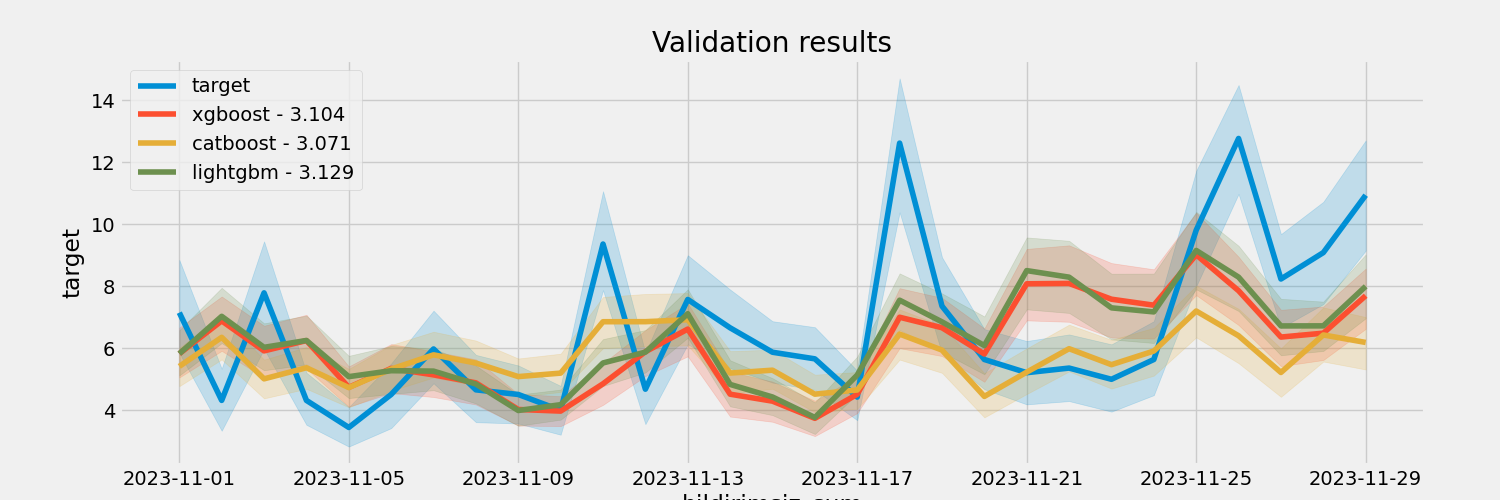 Validation results
target
xgboost - 3.104
catboost - 3.071
lightgbm - 3.129
target
14
12
10
8
6
4
2023-11-01 2023-11-05 2023-11-09 2023-11-13 2023-11-17 2023-11-21 2023-11-25 2023-11-29
bildirimsiz_sum